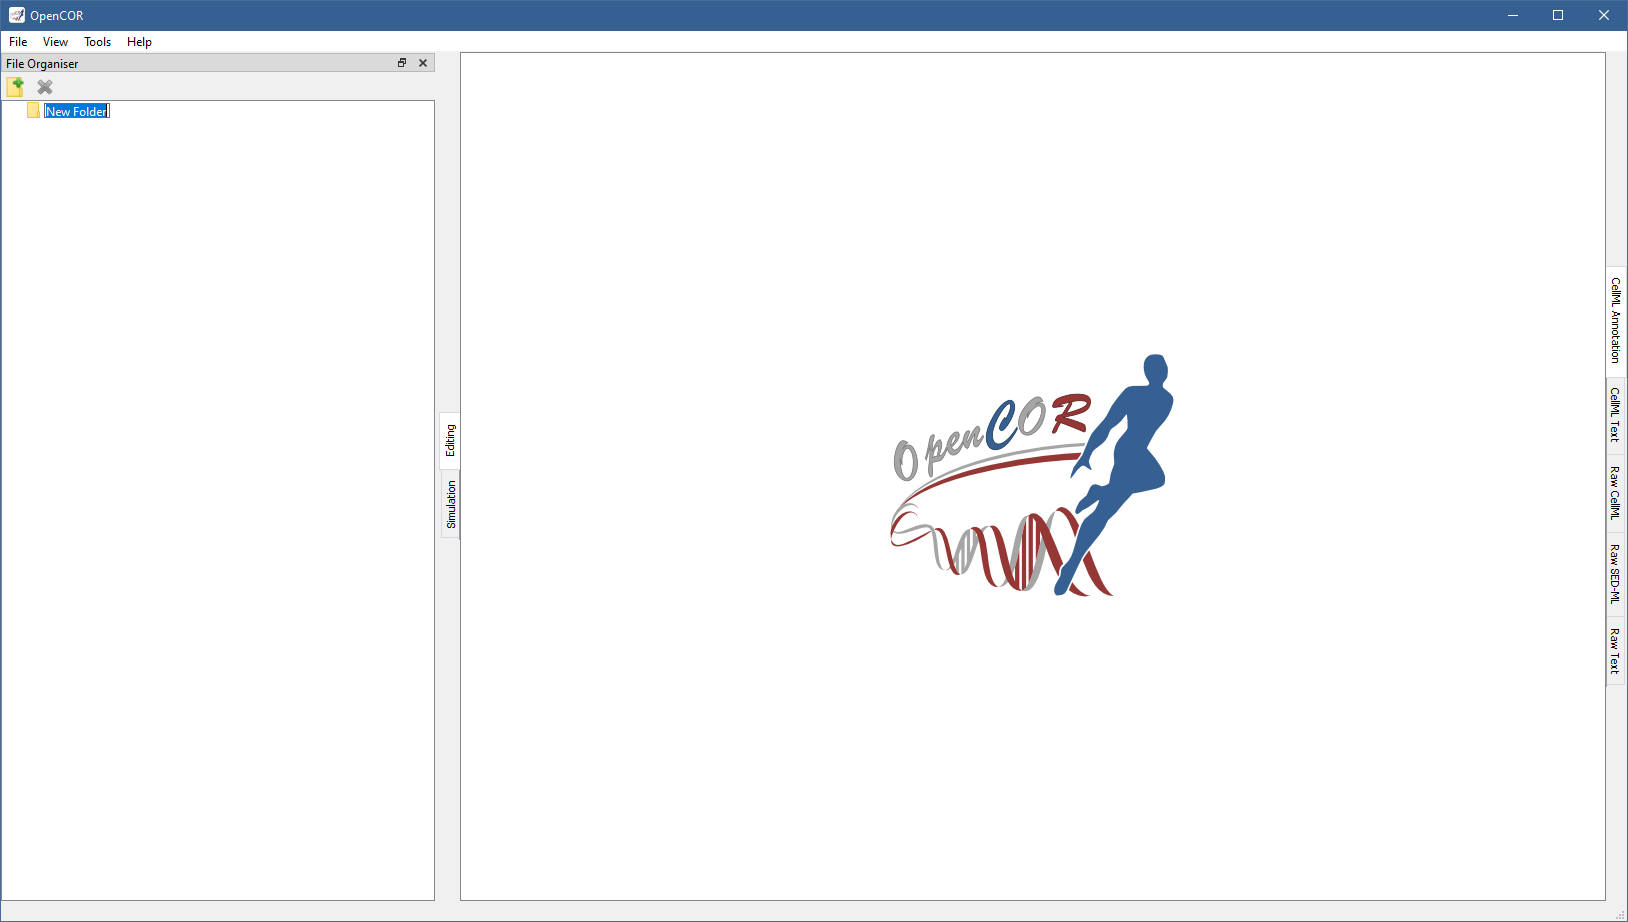 OpenCOR
File View Tools Help
File Organiser
New Folder
Editing
Simulation
OpenCOR
CellML Annotation
CellML Text
Raw CellML
Raw SED-ML
Raw Text